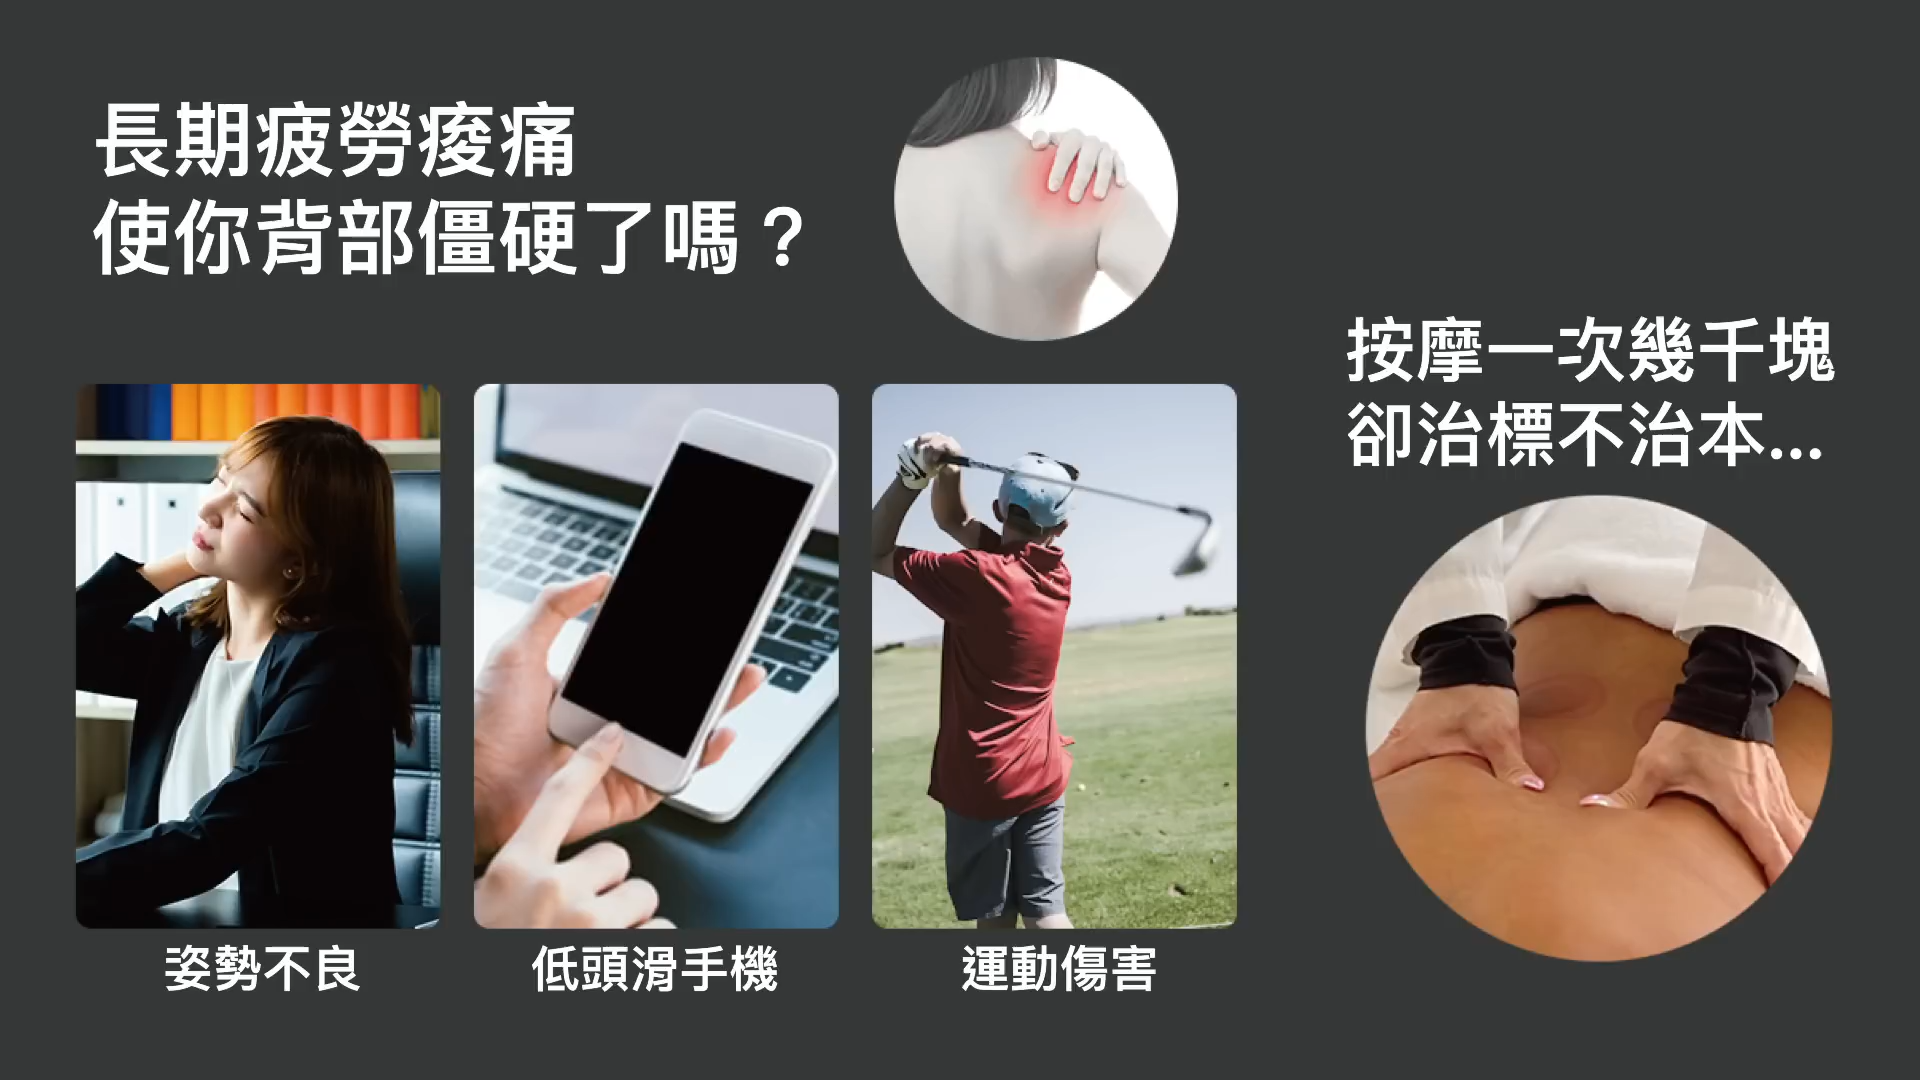 長期疲勞痠痛
使你背部僵硬了嗎？
按摩一次幾千塊
卻治標不治本...
姿勢不良
低頭滑手機
運動傷害